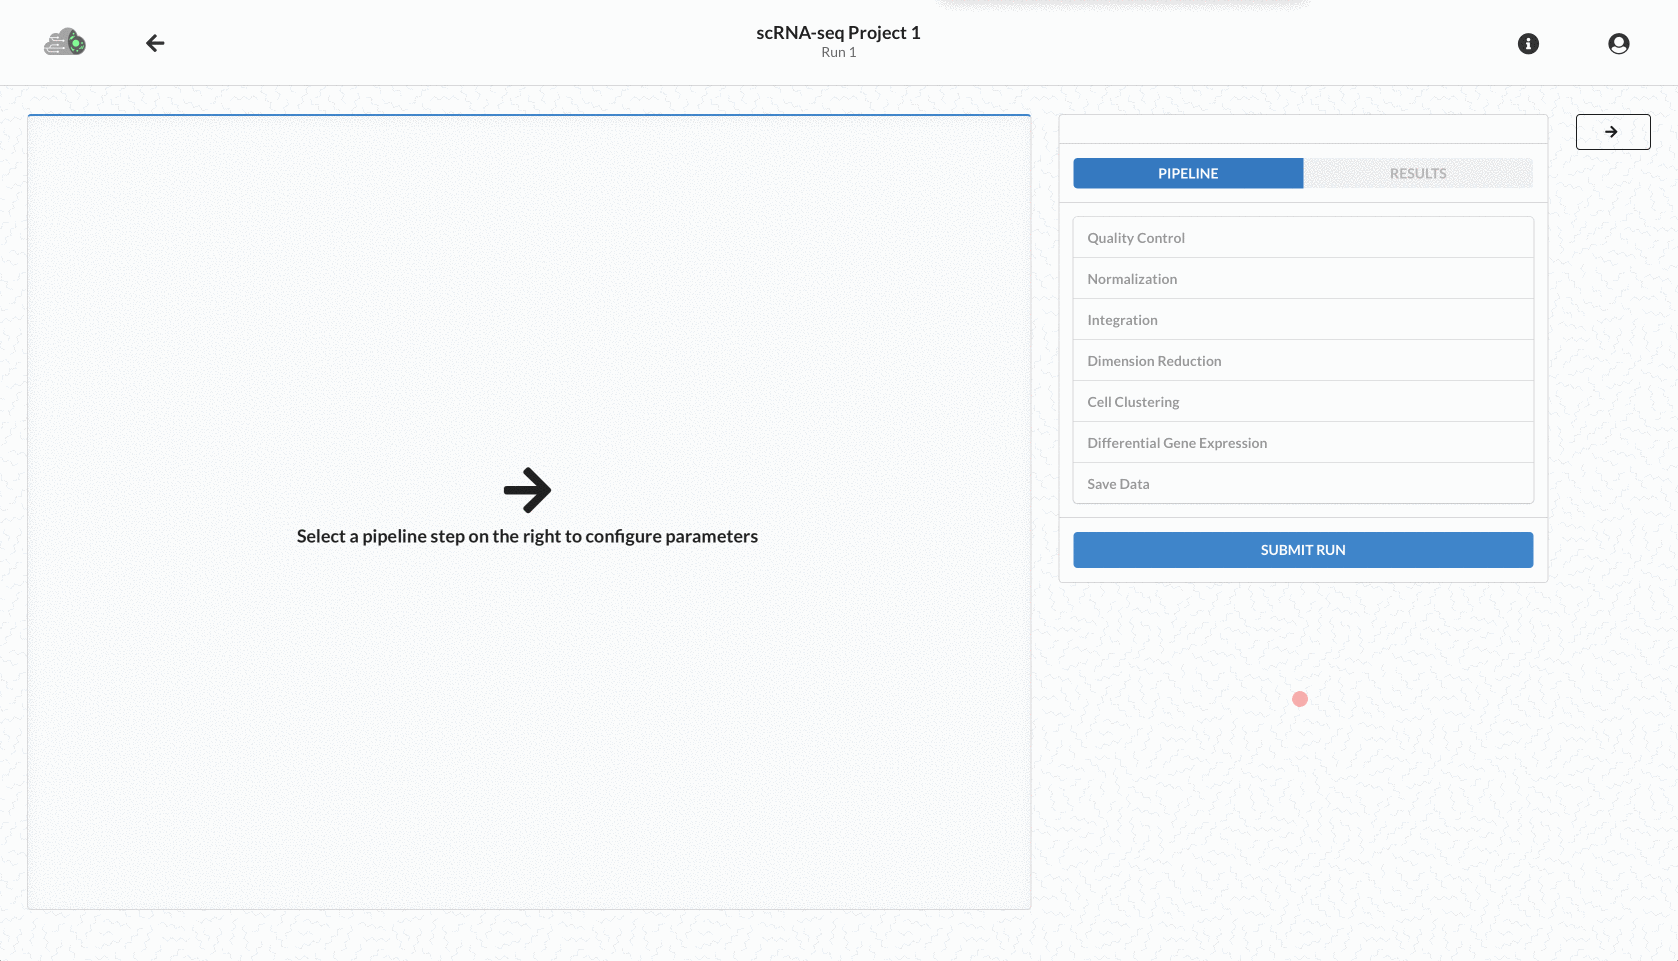 scRNA-seq Project 1
Run 1
Select a pipeline step on the right to configure parameters
PIPELINE
RESULTS
Quality Control
Normalization
Integration
Dimension Reduction
Cell Clustering
Differential Gene Expression
Save Data
SUBMIT RUN